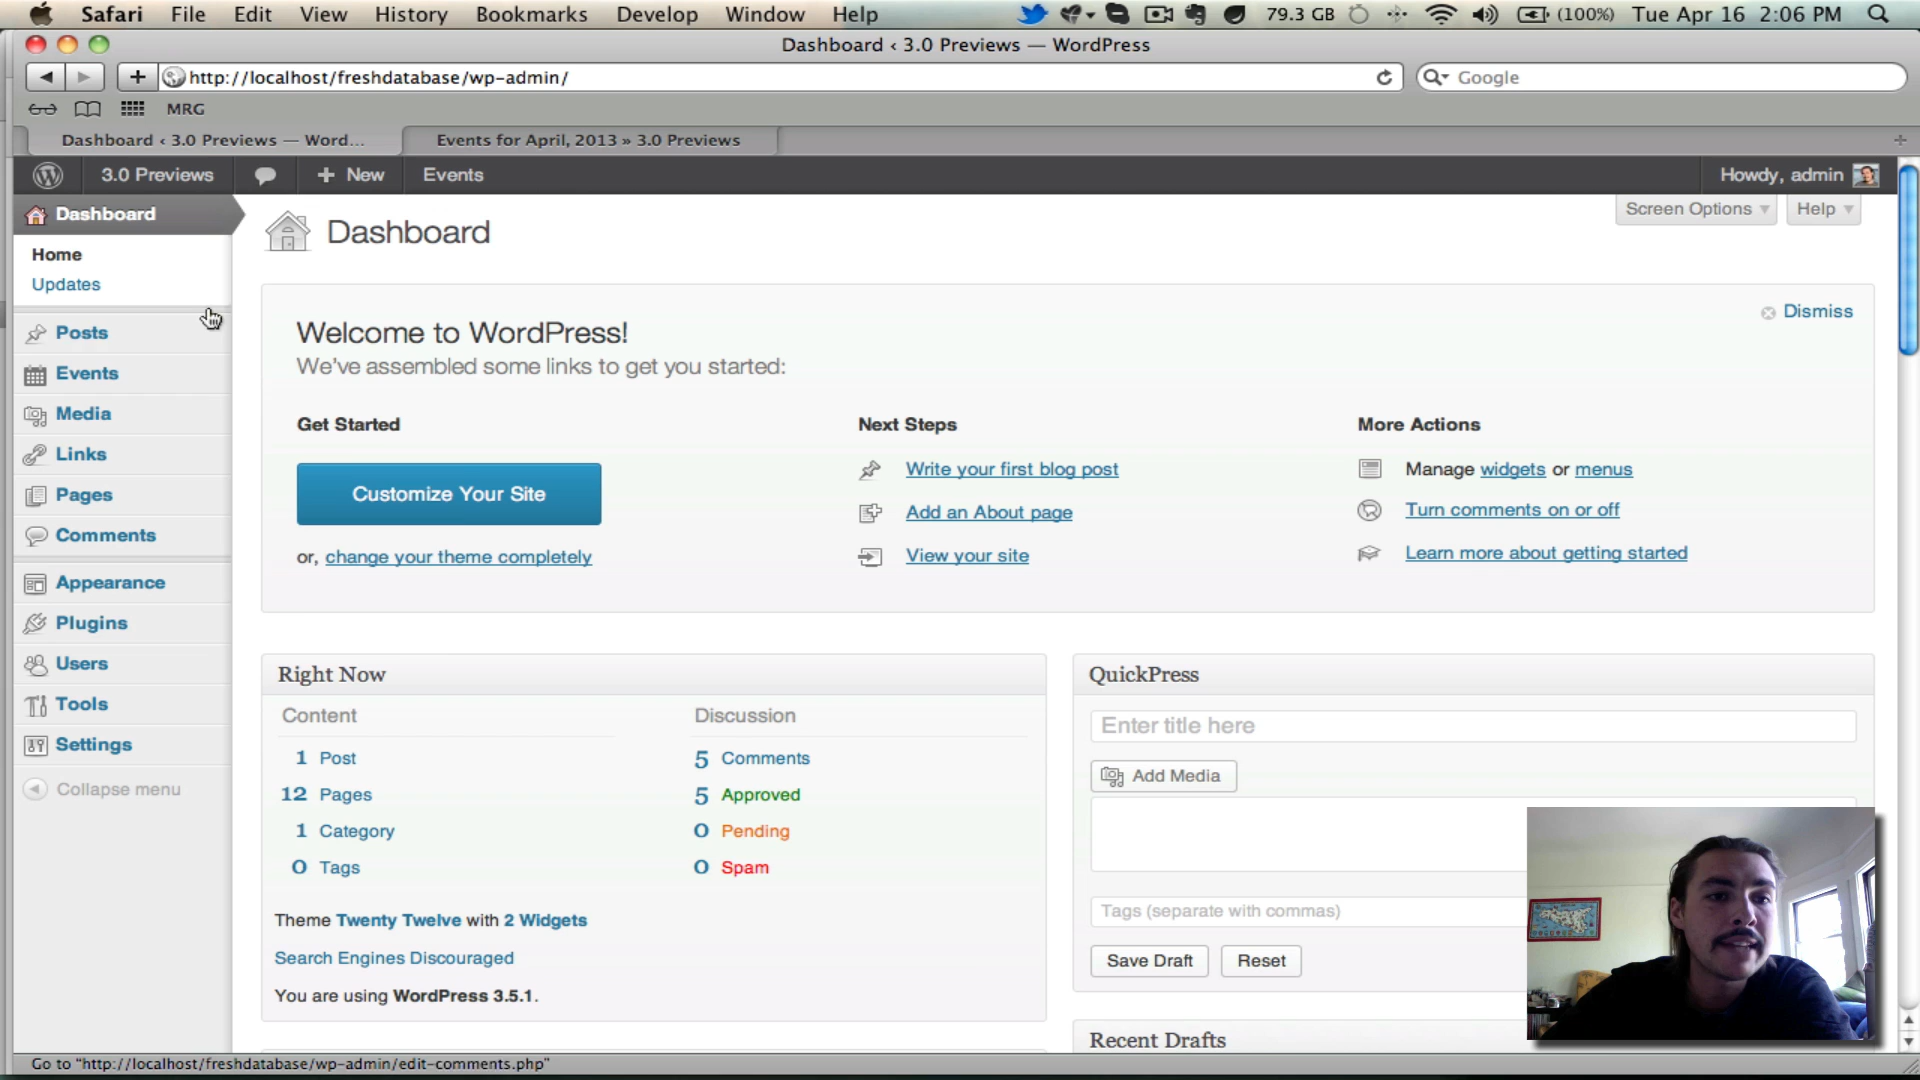 Safari File Edit View History Bookmarks Develop Window Help 79.3 GB (100%) Tue Apr 16 2:06 PM
Dashboard ‹ 3.0 Previews — WordPress
http://localhost/freshdatabase/wp-admin/
Google
MRG
Dashboard ‹ 3.0 Previews — Word...
Events for April, 2013 » 3.0 Previews
3.0 Previews
+ New
Events
Howdy, admin
Dashboard
Home
Updates
Posts
Events
Media
Links
Pages
Comments
Appearance
Plugins
Users
Tools
Settings
Collapse menu
Dashboard
Screen Options
Help
Welcome to WordPress!
Dismiss
We've assembled some links to get you started:
Get Started
Customize Your Site
or, change your theme completely
Next Steps
Write your first blog post
Add an About page
View your site
More Actions
Manage widgets or menus
Turn comments on or off
Learn more about getting started
Right Now
Content
1 Post
12 Pages
1 Category
0 Tags
Discussion
5 Comments
5 Approved
0 Pending
0 Spam
Theme Twenty Twelve with 2 Widgets
Search Engines Discouraged
You are using WordPress 3.5.1.
QuickPress
Enter title here
Add Media
Tags (separate with commas)
Save Draft
Reset
Recent Drafts
Go to "http://localhost/freshdatabase/wp-admin/edit-comments.php"